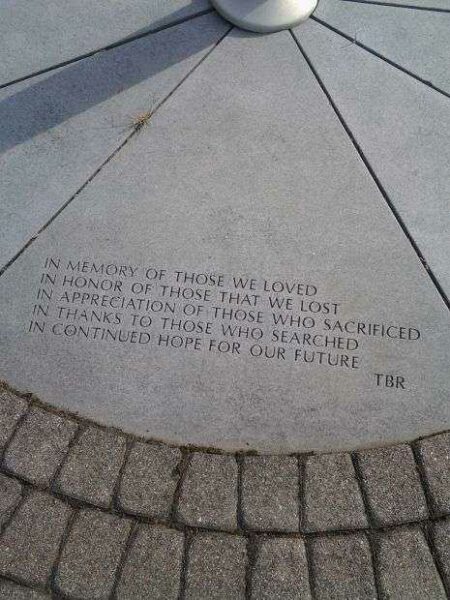 IN MEMORY OF THOSE WE LOVED
IN HONOR OF THOSE THAT WE LOST
IN APPRECIATION OF THOSE WHO SACRIFICED
IN THANKS TO THOSE WHO SEARCHED
IN CONTINUED HOPE FOR OUR FUTURE
TBR